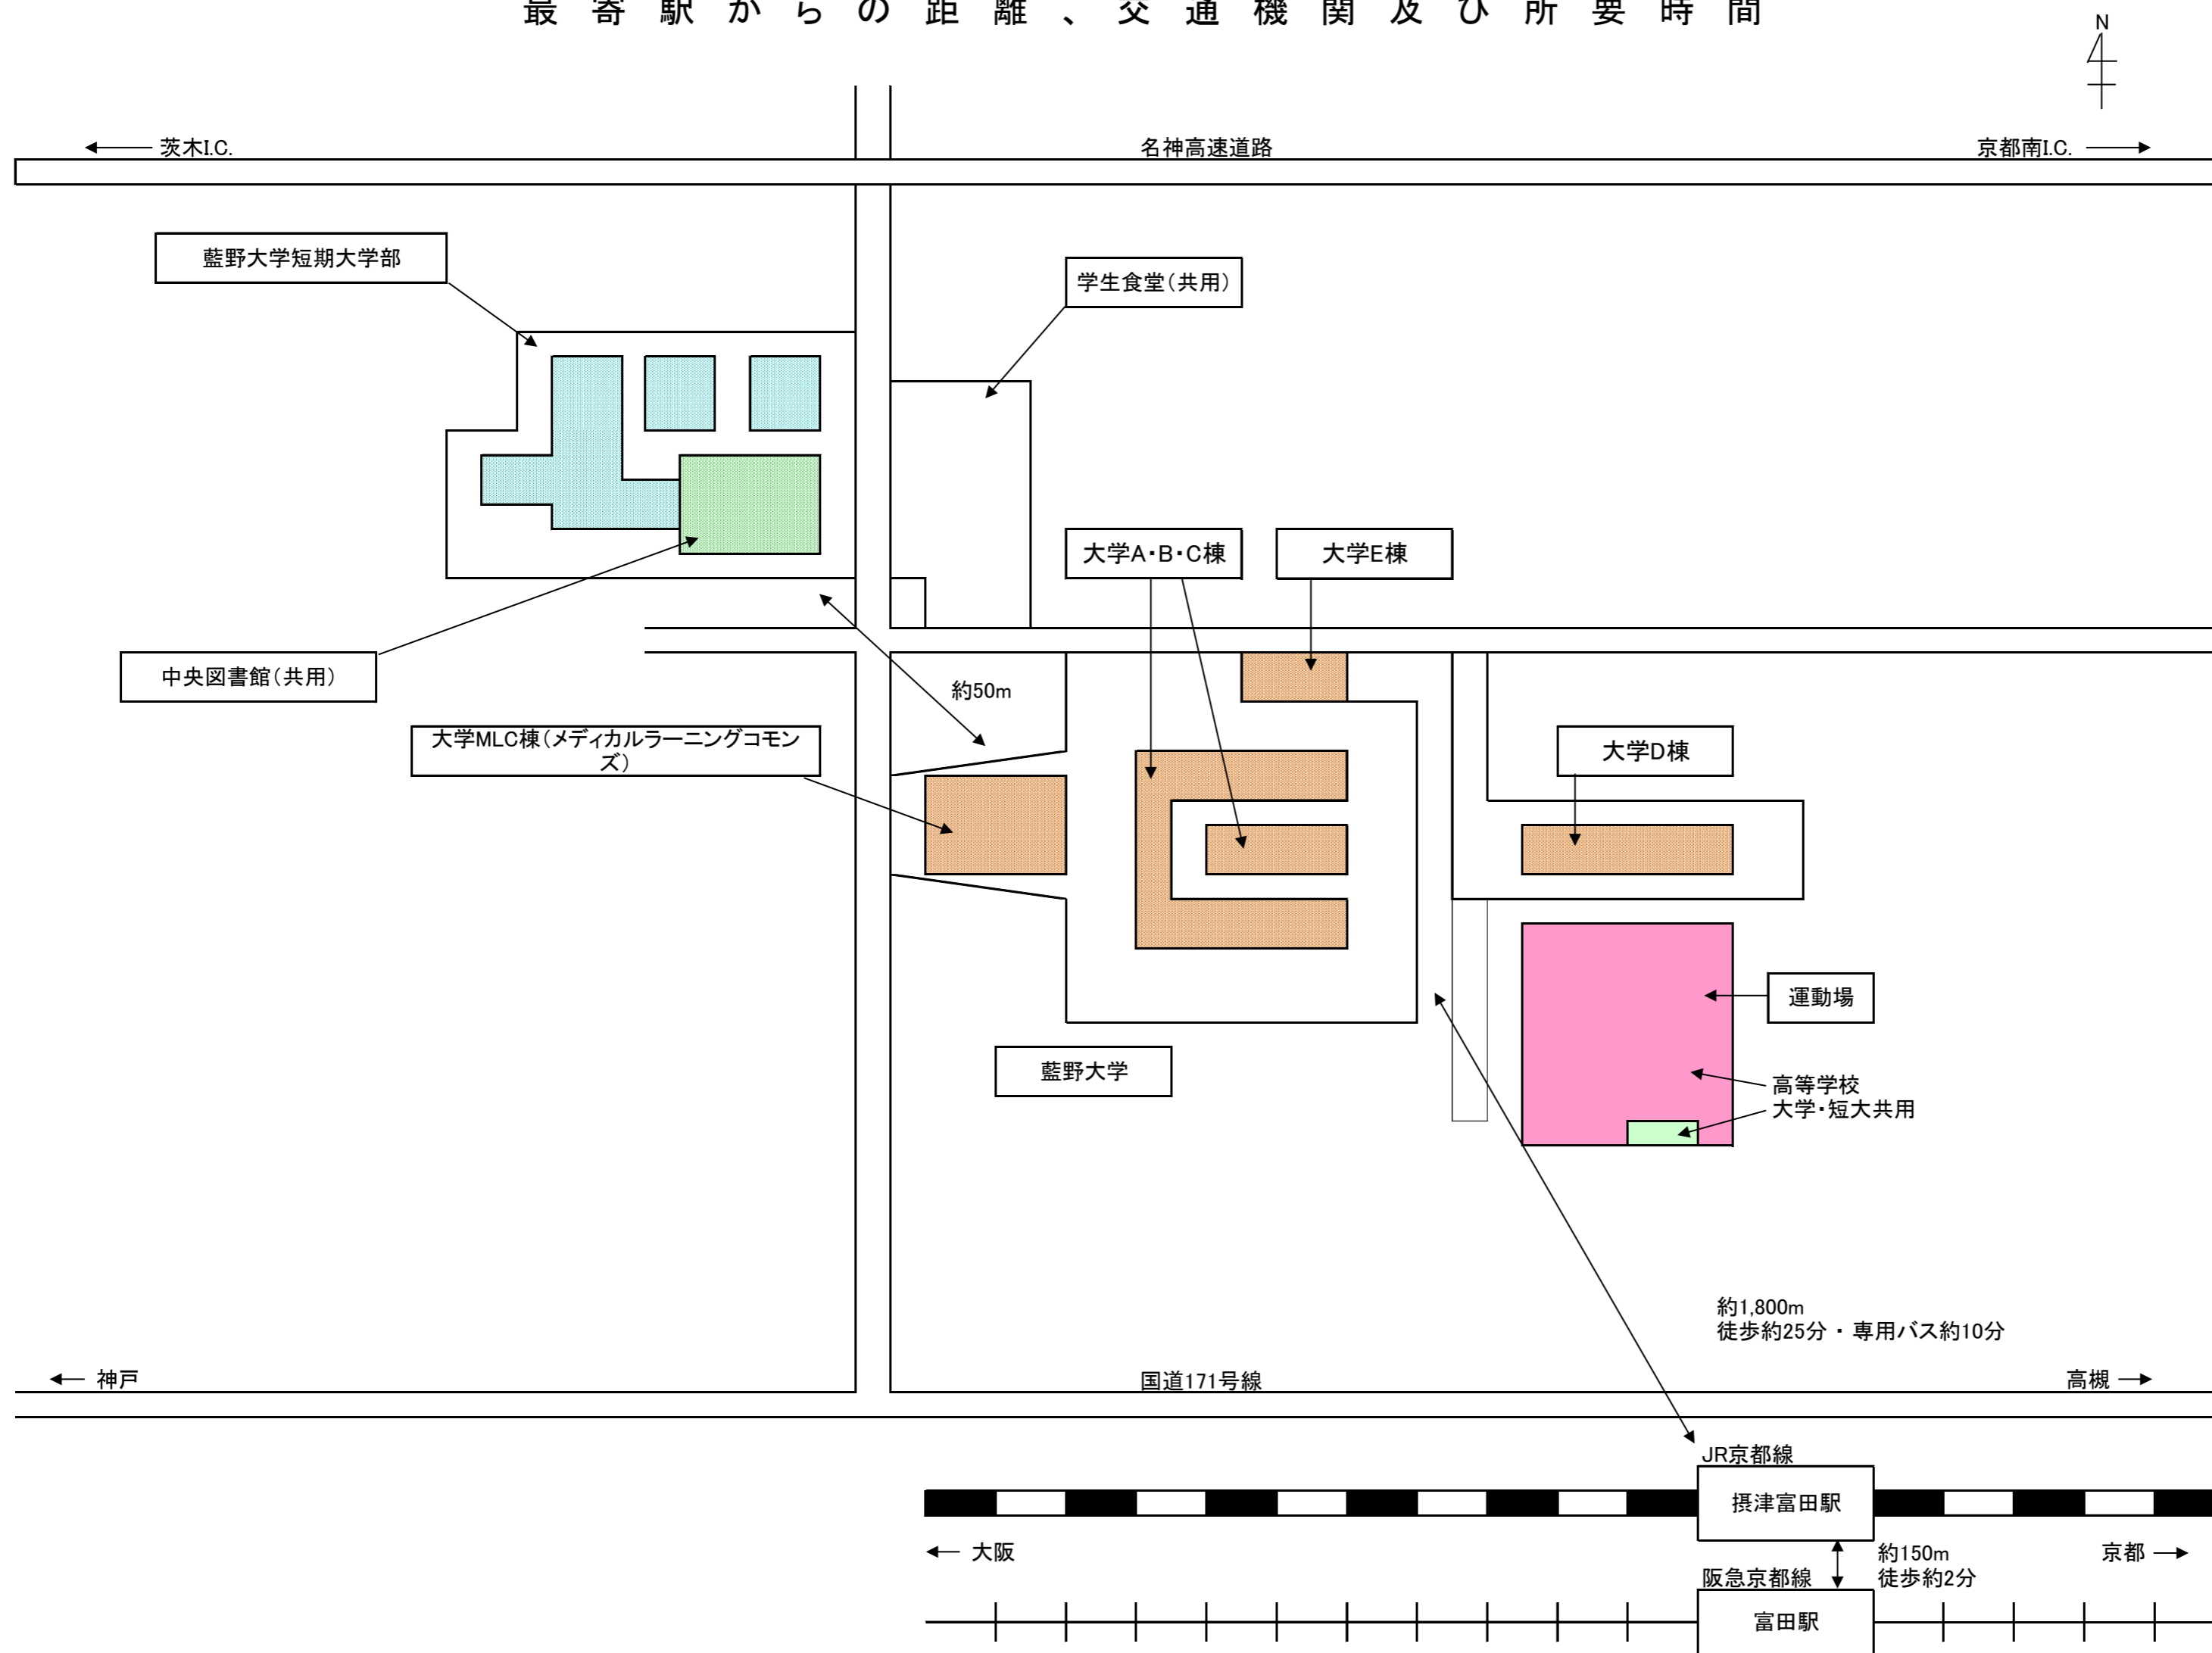 最寄駅からの距離、交通機関及び所要時間
N
茨木I.C.
名神高速道路
京都南I.C.
藍野大学短期大学部
学生食堂（共用）
大学A・B・C棟
大学E棟
中央図書館（共用）
約50m
大学MLC棟（メディカルラーニングコモン
ズ）
大学D棟
運動場
藍野大学
高等学校
大学・短大共用
約1,800m
徒歩約25分 ・ 専用バス約10分
神戸
国道171号線
高槻
JR京都線
摂津富田駅
大阪
約150m
徒歩約2分
京都
阪急京都線
富田駅